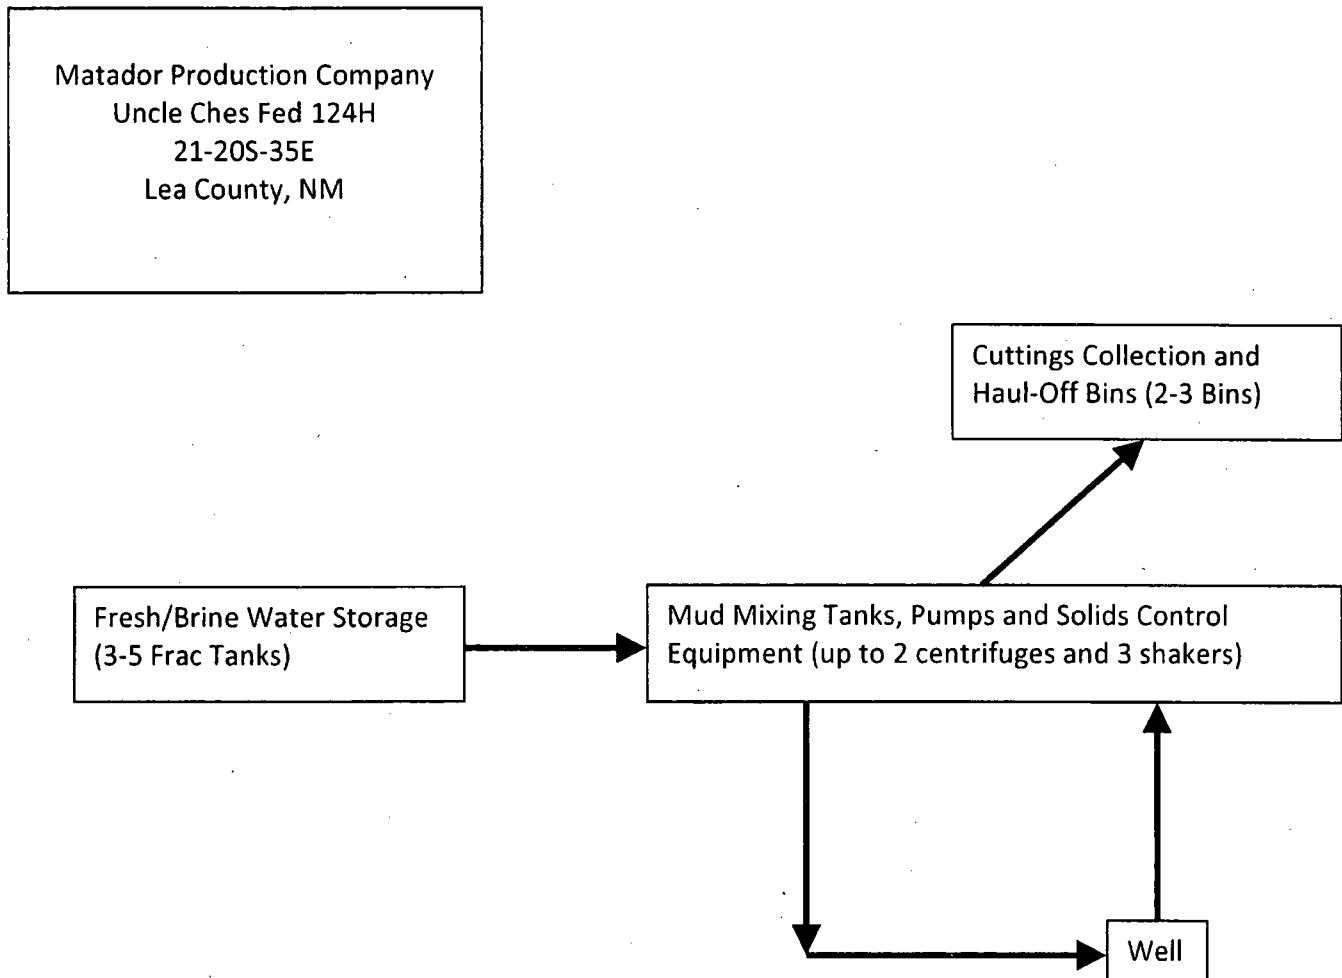 Matador Production Company
Uncle Ches Fed 124H
21-20S-35E
Lea County, NM
Cuttings Collection and
Haul-Off Bins (2-3 Bins)
Fresh/Brine Water Storage
(3-5 Frac Tanks)
Mud Mixing Tanks, Pumps and Solids Control
Equipment (up to 2 centrifuges and 3 shakers)
Well